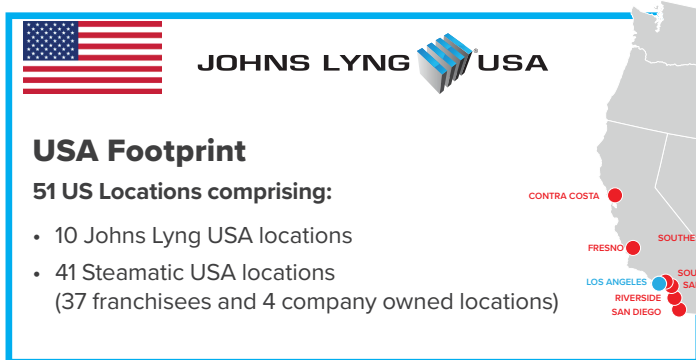 JOHNS LYNG USA
USA Footprint
51 US Locations comprising:
• 10 Johns Lyng USA locations
• 41 Steamatic USA locations
(37 franchisees and 4 company owned locations)
CONTRA COSTA
FRESNO
LOS ANGELES
RIVERSIDE
SAN DIEGO